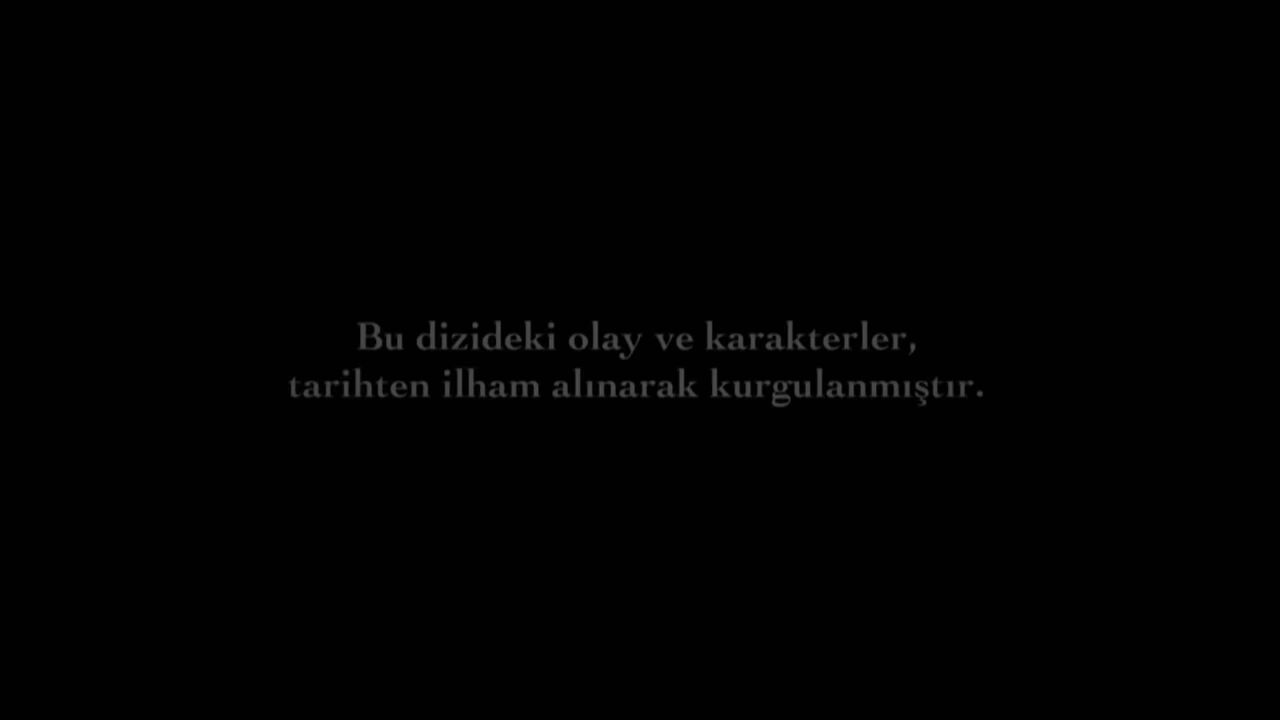 Bu dizideki olay ve karakterler,
tarihten ilham alınarak kurgulanmıştır.